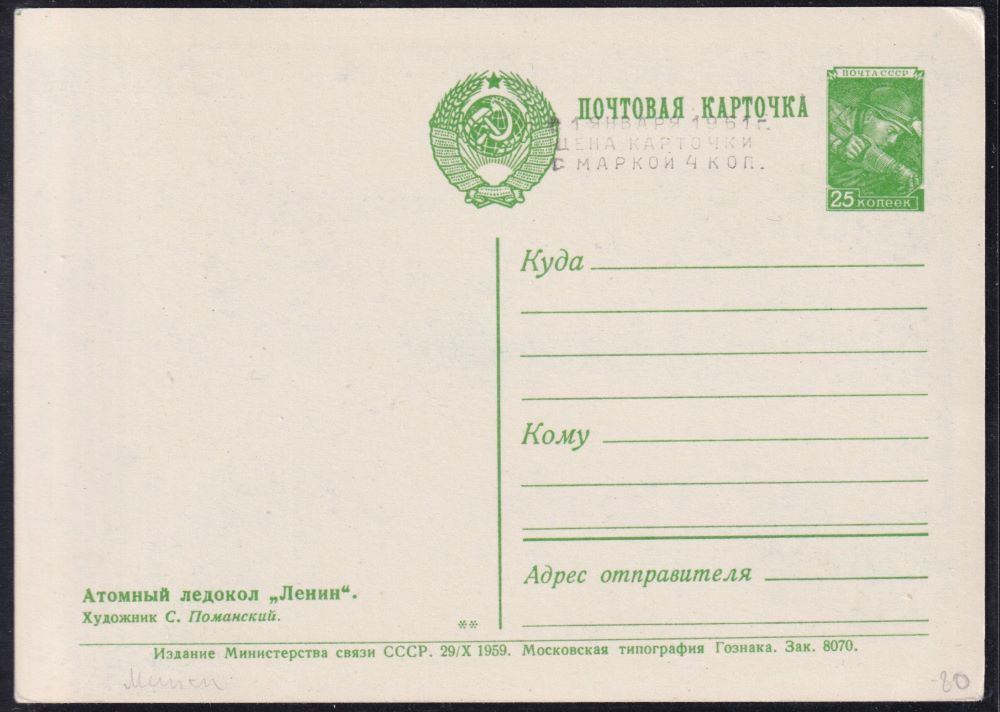 ПОЧТА СССР
ПОЧТОВАЯ КАРТОЧКА
1 ЯНВАРЯ 1961 г.
ЦЕНА КАРТОЧКИ
С МАРКОЙ 4 КОП.
25 копеек
Куда
Кому
Адрес отправителя
Атомный ледокол „Ленин“.
Художник С. Поманский.
**
Издание Министерства связи СССР. 29/X 1959. Московская типография Гознака. Зак. 8070.
-80